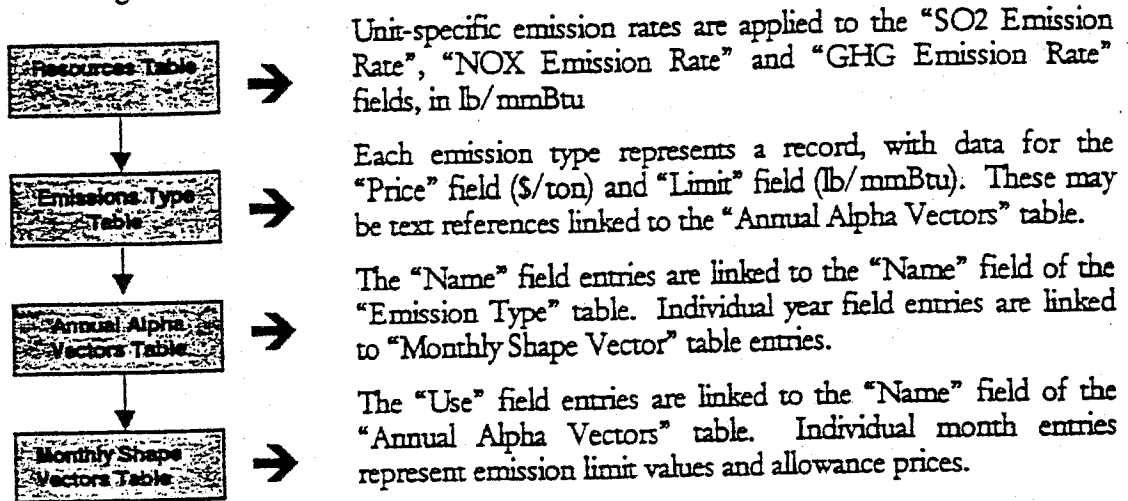 Resources Table
Unit-specific emission rates are applied to the “SO2 Emission
Rate”, “NOX Emission Rate” and “GHG Emission Rate”
fields, in lb/mmBtu
Emissions Type
Table
Each emission type represents a record, with data for the
“Price” field ($/ton) and “Limit” field (lb/mmBtu). These may
be text references linked to the “Annual Alpha Vectors” table.
Annual Alpha
Vectors Table
The “Name” field entries are linked to the “Name” field of the
“Emission Type” table. Individual year field entries are linked
to “Monthly Shape Vector” table entries.
Monthly Shape
Vectors Table
The “Use” field entries are linked to the “Name” field of the
“Annual Alpha Vectors” table. Individual month entries
represent emission limit values and allowance prices.